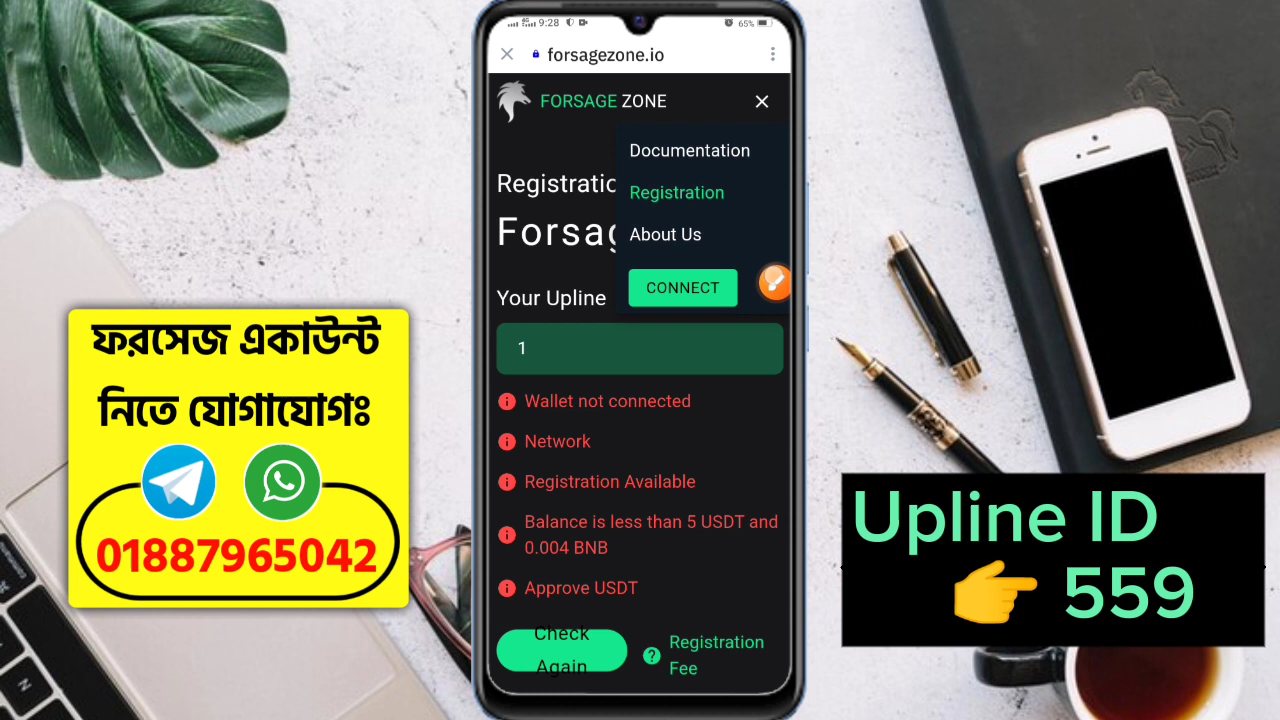 ফরসেজ একাউন্ট
নিতে যোগাযোগঃ
01887965042
9:28
65%
forsagezone.io
FORSAGE ZONE
Documentation
Registration
About Us
CONNECT
Your Upline
1
Wallet not connected
Network
Registration Available
Balance is less than 5 USDT and
0.004 BNB
Approve USDT
Check
Again
Registration
Fee
Upline ID
👉 559